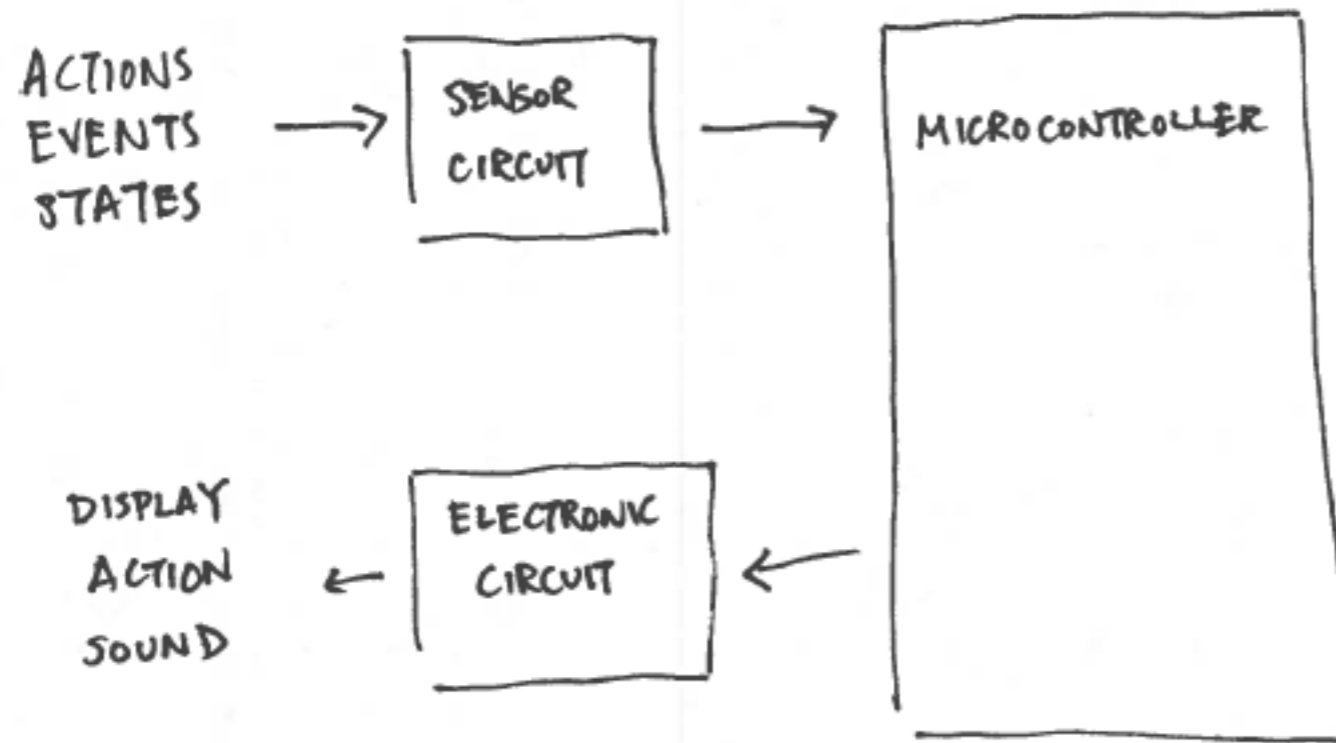 ACTIONS
EVENTS
STATES
SENSOR
CIRCUIT
MICROCONTROLLER
DISPLAY
ACTION
SOUND
ELECTRONIC
CIRCUIT